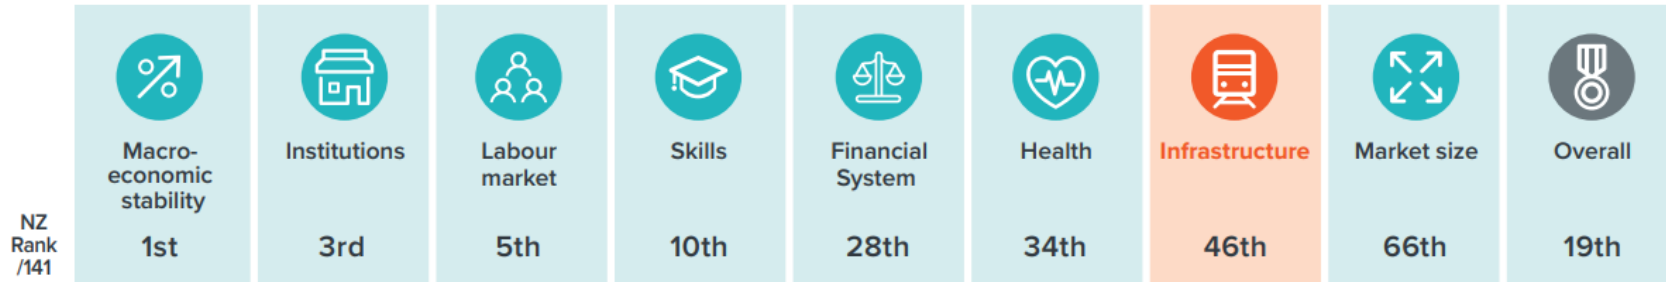 Macro-
economic
stability
Institutions
Labour
market
Skills
Financial
System
Health
Infrastructure
Market size
Overall
NZ
Rank
/141
1st
3rd
5th
10th
28th
34th
46th
66th
19th